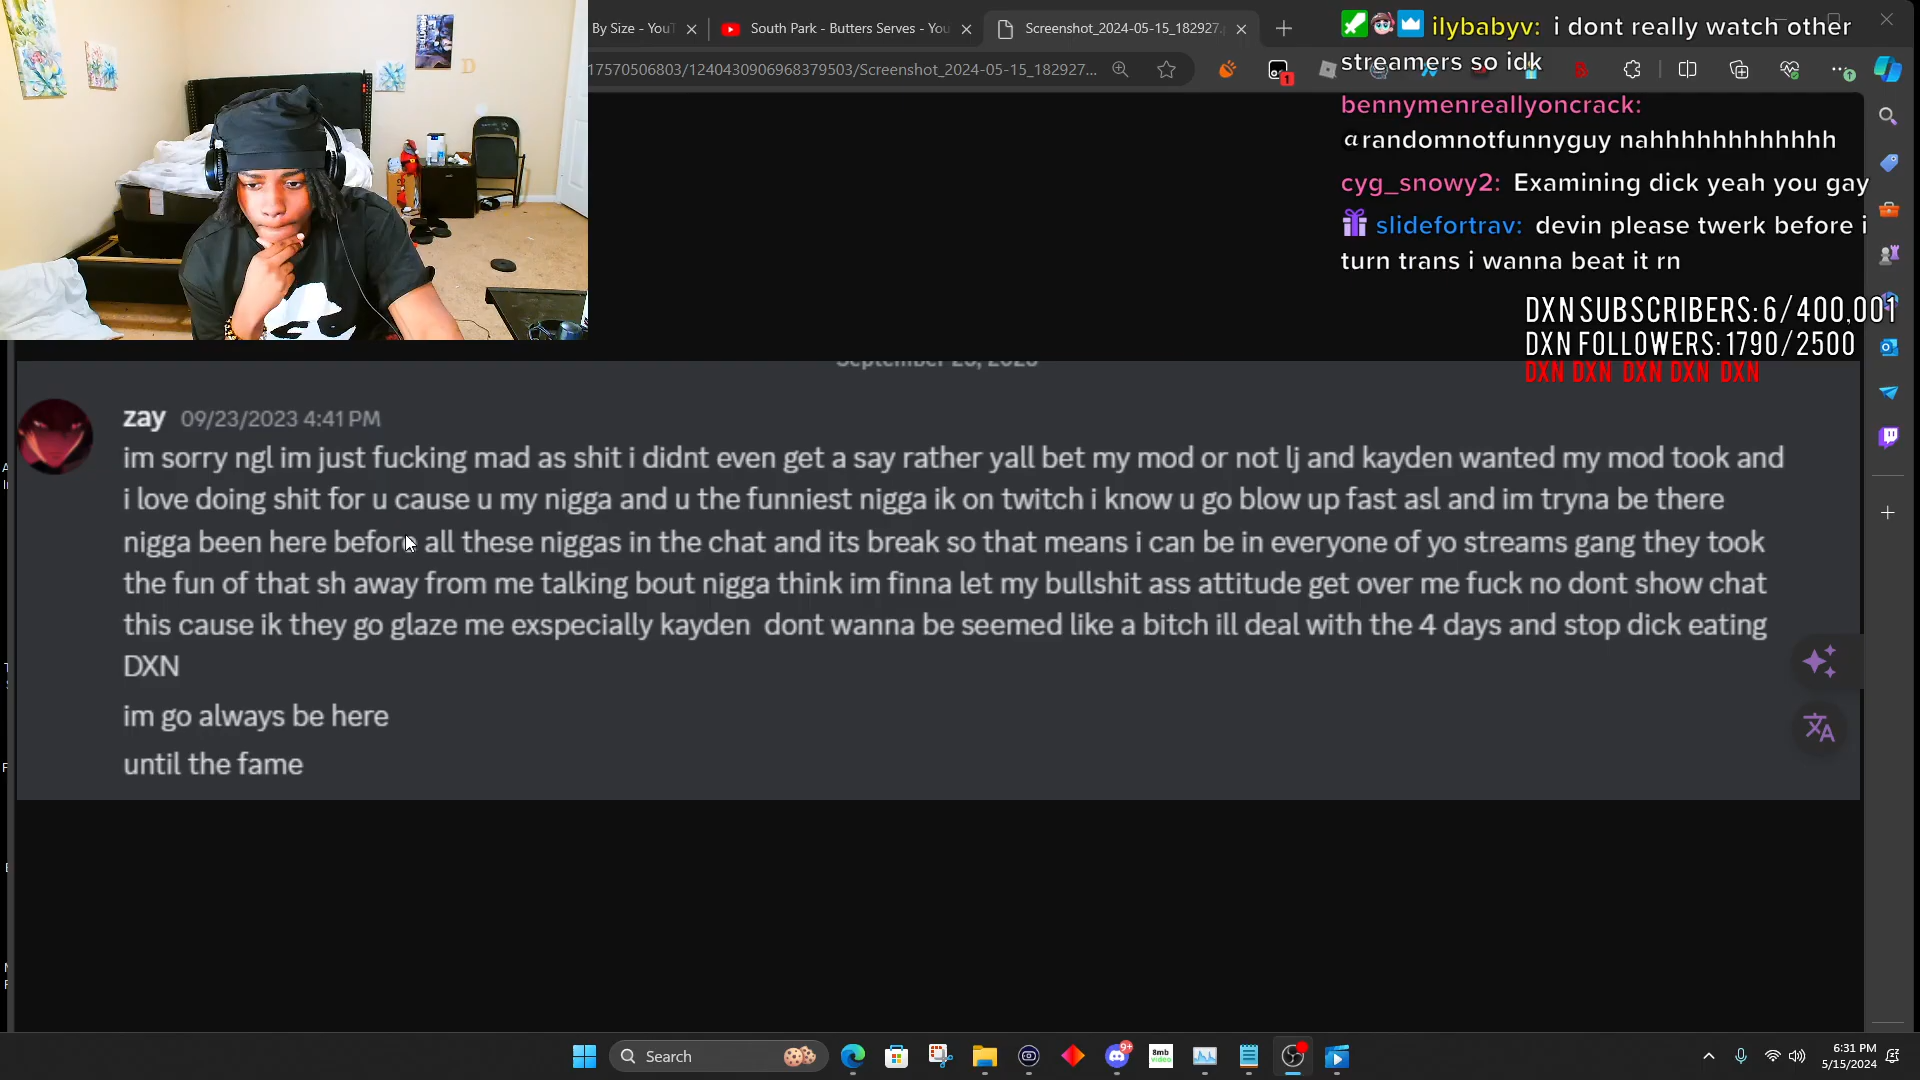 By Size - YouT
South Park - Butters Serves - You
Screenshot_2024-05-15_182927.
17570506803/1240430906968379503/Screenshot_2024-05-15_182927...
ilybabyv: i dont really watch other
streamers so idk
bennymenreallyoncrack:
@randomnotfunnyguy nahhhhhhhhhhhh
cyg_snowy2: Examining dick yeah you gay
slidefortrav: devin please twerk before i
turn trans i wanna beat it rn
DXN SUBSCRIBERS: 6/400,001
DXN FOLLOWERS: 1790/2500
DXN DXN DXN DXN DXN
zay 09/23/2023 4:41 PM
im sorry ngl im just fucking mad as shit i didnt even get a say rather yall bet my mod or not lj and kayden wanted my mod took and
i love doing shit for u cause u my nigga and u the funniest nigga ik on twitch i know u go blow up fast asl and im tryna be there
nigga been here before all these niggas in the chat and its break so that means i can be in everyone of yo streams gang they took
the fun of that sh away from me talking bout nigga think im finna let my bullshit ass attitude get over me fuck no dont show chat
this cause ik they go glaze me exspecially kayden dont wanna be seemed like a bitch ill deal with the 4 days and stop dick eating
DXN
im go always be here
until the fame
Search
9+
8mb
video
6:31 PM
5/15/2024